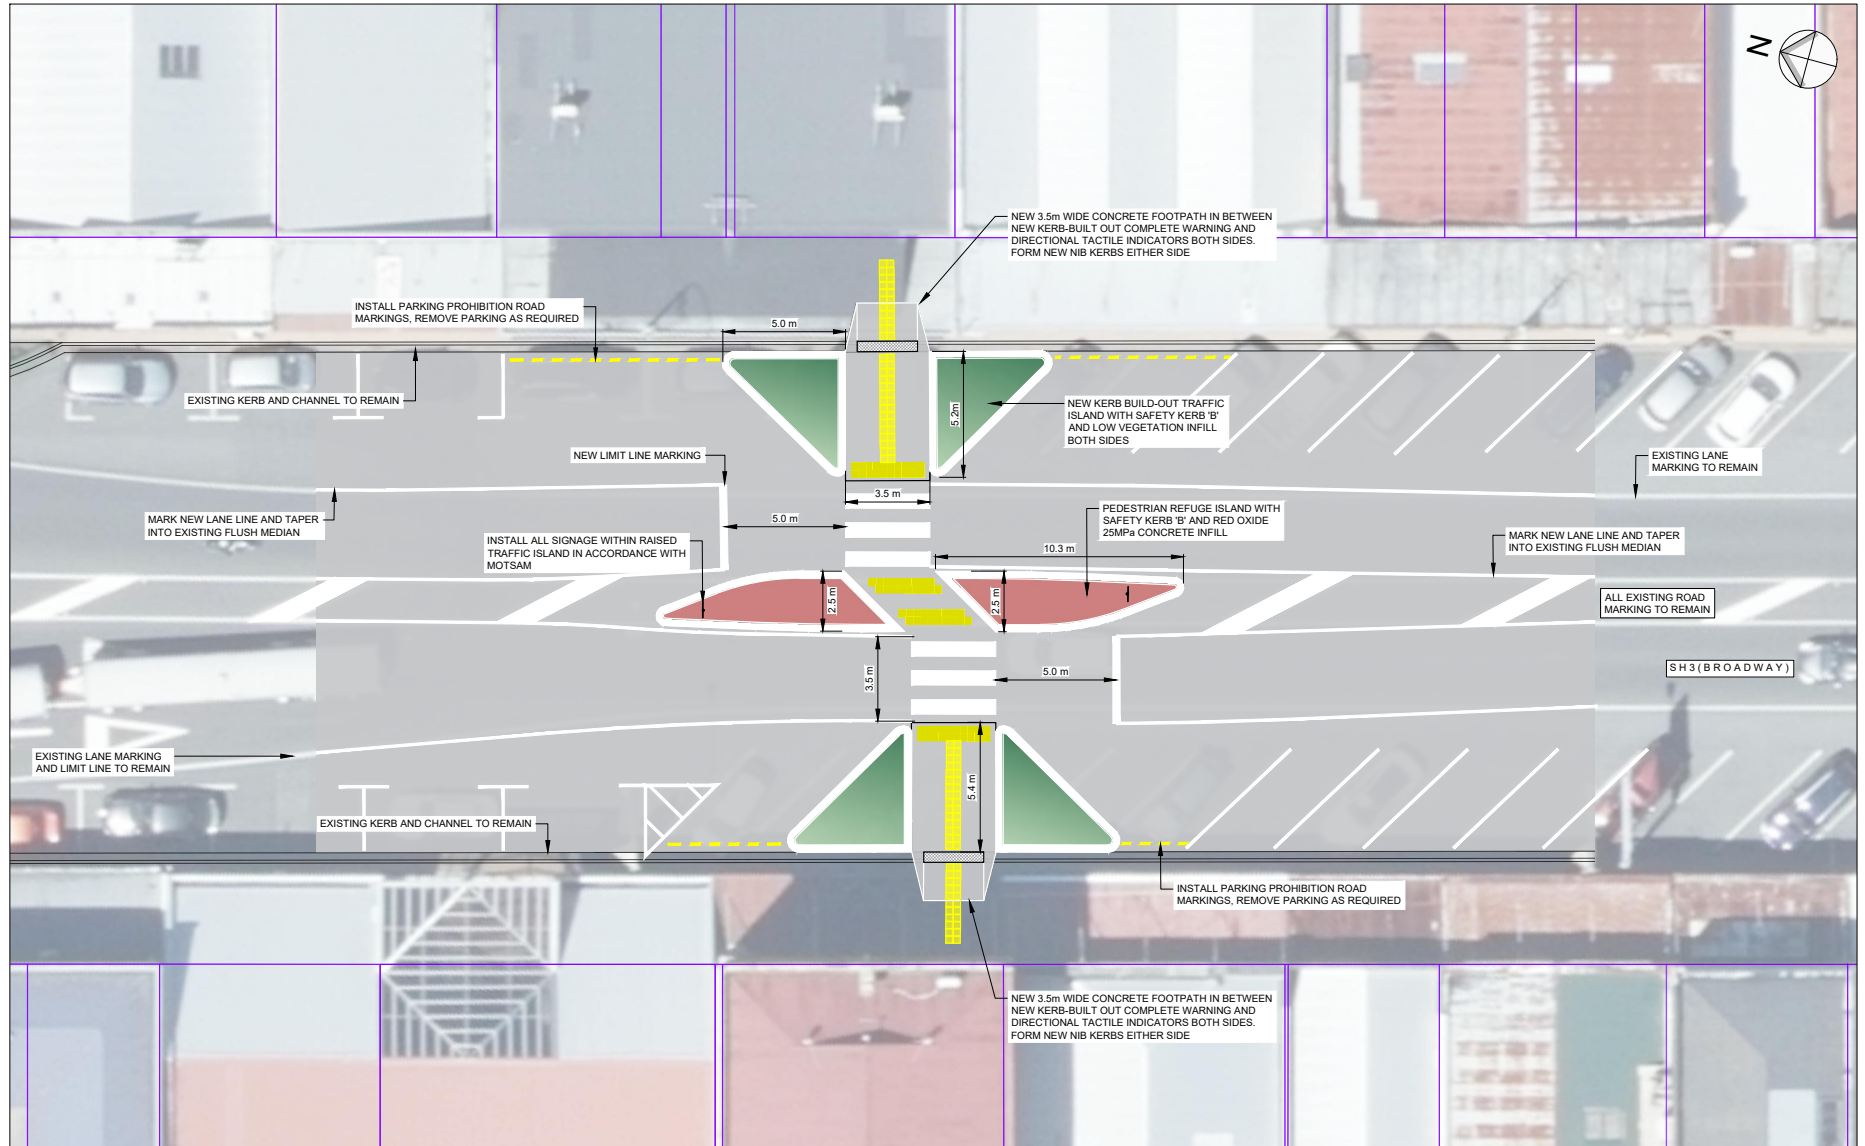 N
NEW 3.5m WIDE CONCRETE FOOTPATH IN BETWEEN
NEW KERB-BUILT OUT COMPLETE WARNING AND
DIRECTIONAL TACTILE INDICATORS BOTH SIDES.
FORM NEW NIB KERBS EITHER SIDE
INSTALL PARKING PROHIBITION ROAD
MARKINGS, REMOVE PARKING AS REQUIRED
5.0 m
EXISTING KERB AND CHANNEL TO REMAIN
5.2m
NEW KERB BUILD-OUT TRAFFIC
ISLAND WITH SAFETY KERB 'B'
AND LOW VEGETATION INFILL
BOTH SIDES
NEW LIMIT LINE MARKING
EXISTING LANE
MARKING TO REMAIN
3.5 m
MARK NEW LANE LINE AND TAPER
INTO EXISTING FLUSH MEDIAN
5.0 m
PEDESTRIAN REFUGE ISLAND WITH
SAFETY KERB 'B' AND RED OXIDE
25MPa CONCRETE INFILL
INSTALL ALL SIGNAGE WITHIN RAISED
TRAFFIC ISLAND IN ACCORDANCE WITH
MOTSAM
10.3 m
MARK NEW LANE LINE AND TAPER
INTO EXISTING FLUSH MEDIAN
2.5 m
2.5 m
ALL EXISTING ROAD
MARKING TO REMAIN
3.5 m
5.0 m
SH3(BROADWAY)
EXISTING LANE MARKING
AND LIMIT LINE TO REMAIN
5.4 m
EXISTING KERB AND CHANNEL TO REMAIN
INSTALL PARKING PROHIBITION ROAD
MARKINGS, REMOVE PARKING AS REQUIRED
NEW 3.5m WIDE CONCRETE FOOTPATH IN BETWEEN
NEW KERB-BUILT OUT COMPLETE WARNING AND
DIRECTIONAL TACTILE INDICATORS BOTH SIDES.
FORM NEW NIB KERBS EITHER SIDE